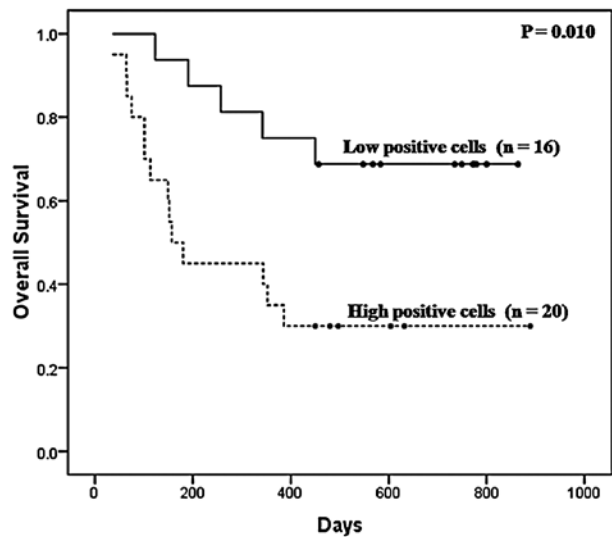 P = 0.010
1.0
0.8
0.6
0.4
0.2
0.0
Overall Survival
Low positive cells (n = 16)
High positive cells (n = 20)
0 200 400 600 800 1000
Days